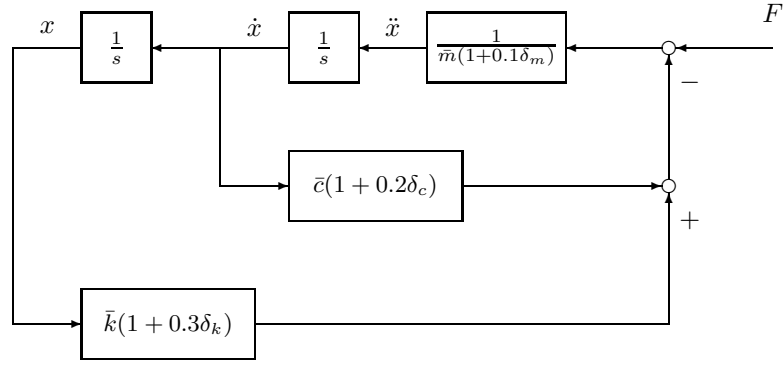 F
x
ẋ
ẍ
1/s
1/s
1/(m̄(1+0.1δ_m))
−
c̄(1 + 0.2δ_c)
+
k̄(1 + 0.3δ_k)